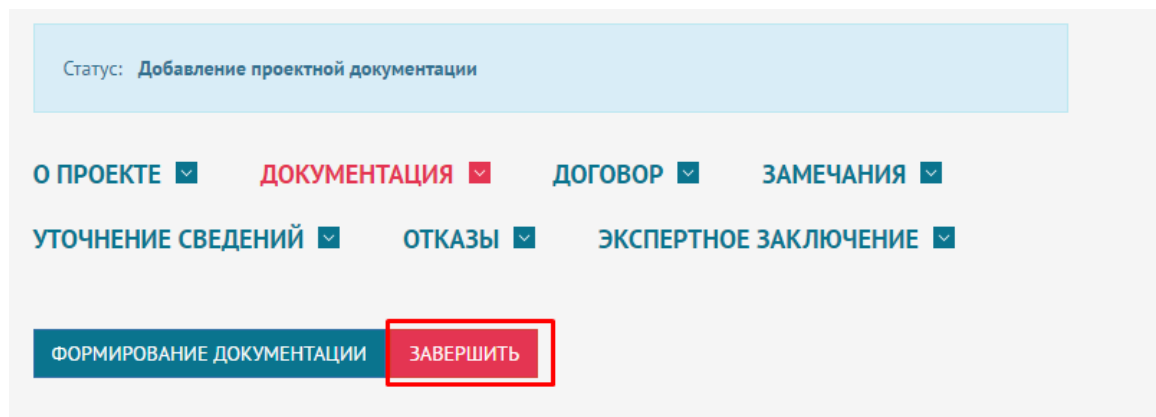 Статус: Добавление проектной документации
О ПРОЕКТЕ ДОКУМЕНТАЦИЯ ДОГОВОР ЗАМЕЧАНИЯ
УТОЧНЕНИЕ СВЕДЕНИЙ ОТКАЗЫ ЭКСПЕРТНОЕ ЗАКЛЮЧЕНИЕ
ФОРМИРОВАНИЕ ДОКУМЕНТАЦИИ ЗАВЕРШИТЬ